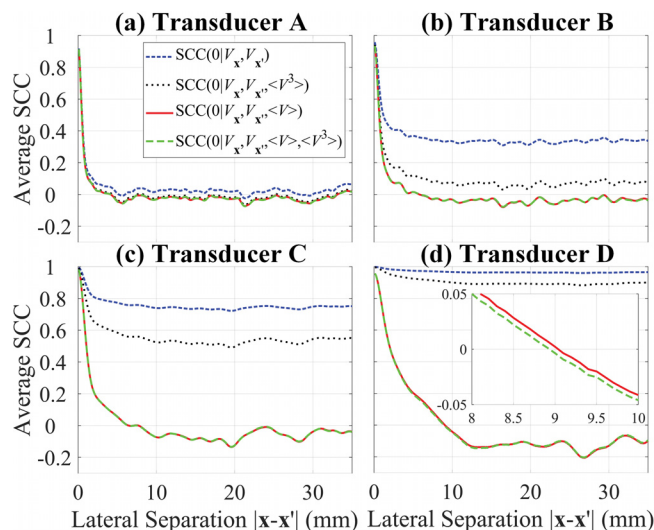 (a) Transducer A
(b) Transducer B
SCC(0|Vx,Vx')
SCC(0|Vx,Vx',,<V³>)
SCC(0|Vx,Vx',,<V>)
SCC(0|Vx,Vx',,<V>,<V³>)
Average SCC
1
0.8
0.6
0.4
0.2
0
-0.2
(c) Transducer C
(d) Transducer D
Average SCC
0.8
0.6
0.4
0.2
0
-0.2
0.05
0
-0.05
8
8.5
9
9.5
10
0
10
20
30
0
10
20
30
Lateral Separation |x-x'| (mm)
Lateral Separation |x-x'| (mm)